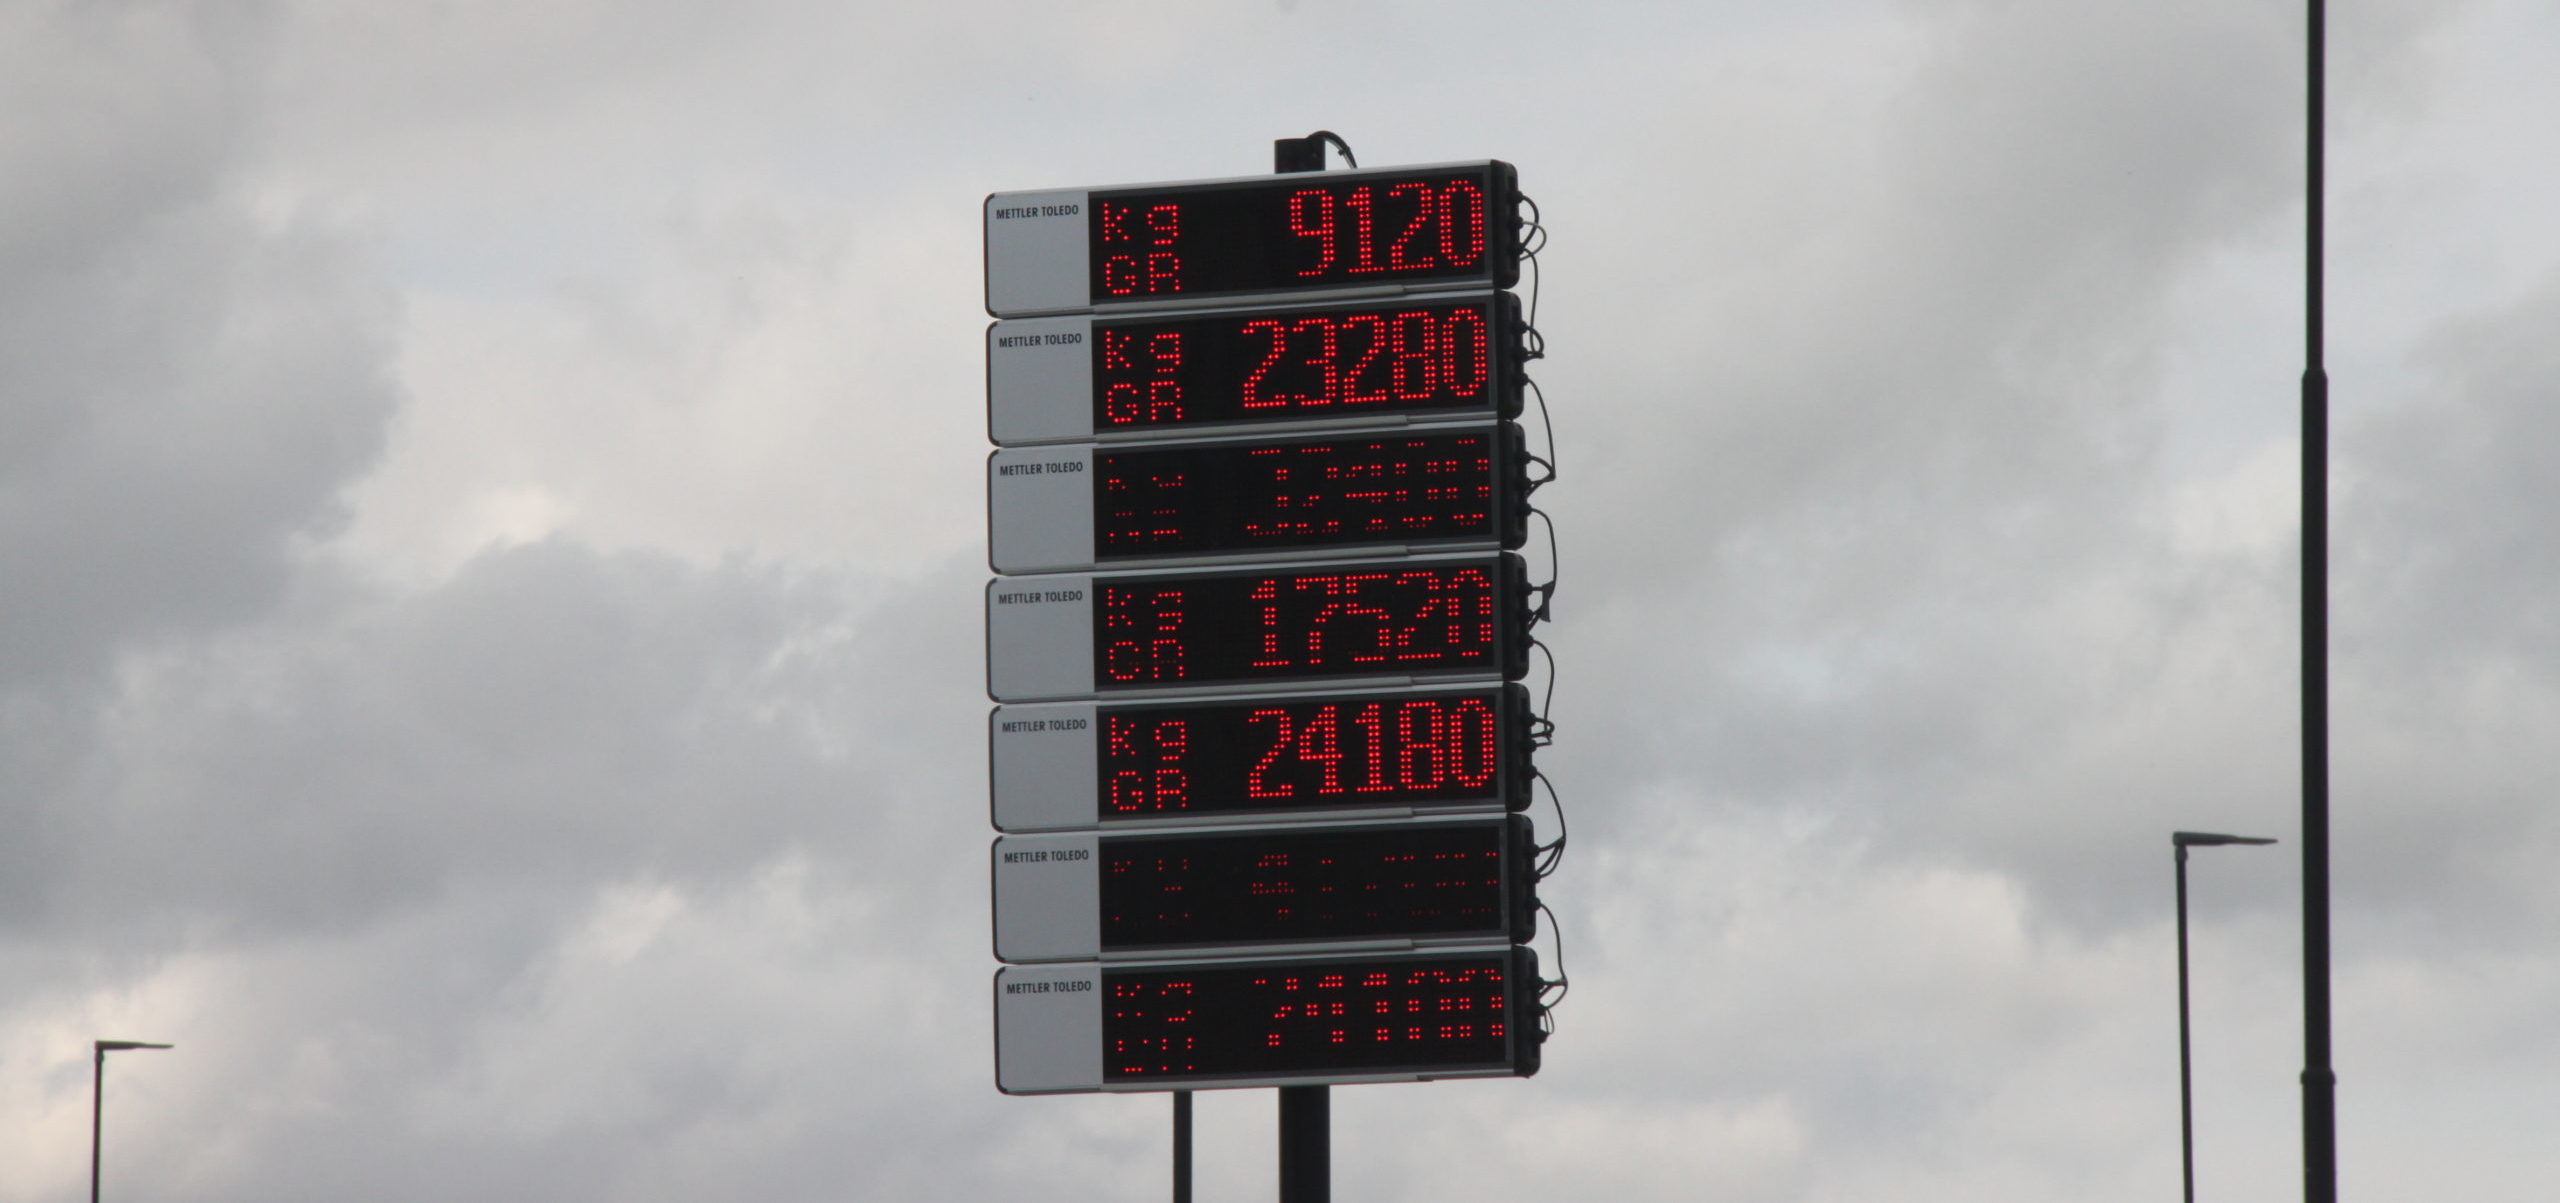 METTLER TOLEDO kg 9120
GR
METTLER TOLEDO kg 23280
GR
METTLER TOLEDO
METTLER TOLEDO kg 17520
GR
METTLER TOLEDO kg 24180
GR
METTLER TOLEDO
METTLER TOLEDO